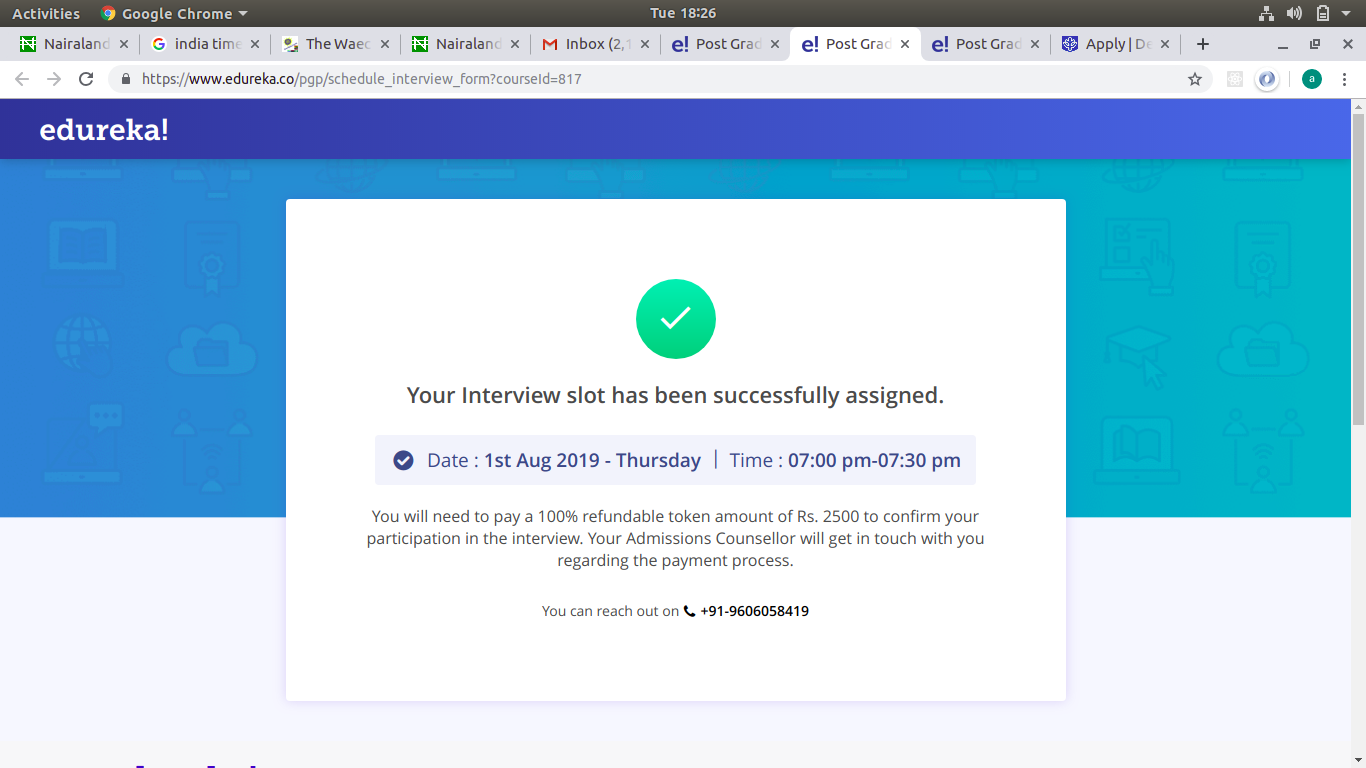 Activities Google Chrome Tue 18:26
Nairaland india time The Waec Nairaland Inbox (2,1 Post Grad Post Grad Post Grad Apply | De
https://www.edureka.co/pgp/schedule_interview_form?courseId=817 a
edureka!
Your Interview slot has been successfully assigned.
Date : 1st Aug 2019 - Thursday | Time : 07:00 pm-07:30 pm
You will need to pay a 100% refundable token amount of Rs. 2500 to confirm your
participation in the interview. Your Admissions Counsellor will get in touch with you
regarding the payment process.
You can reach out on +91-9606058419